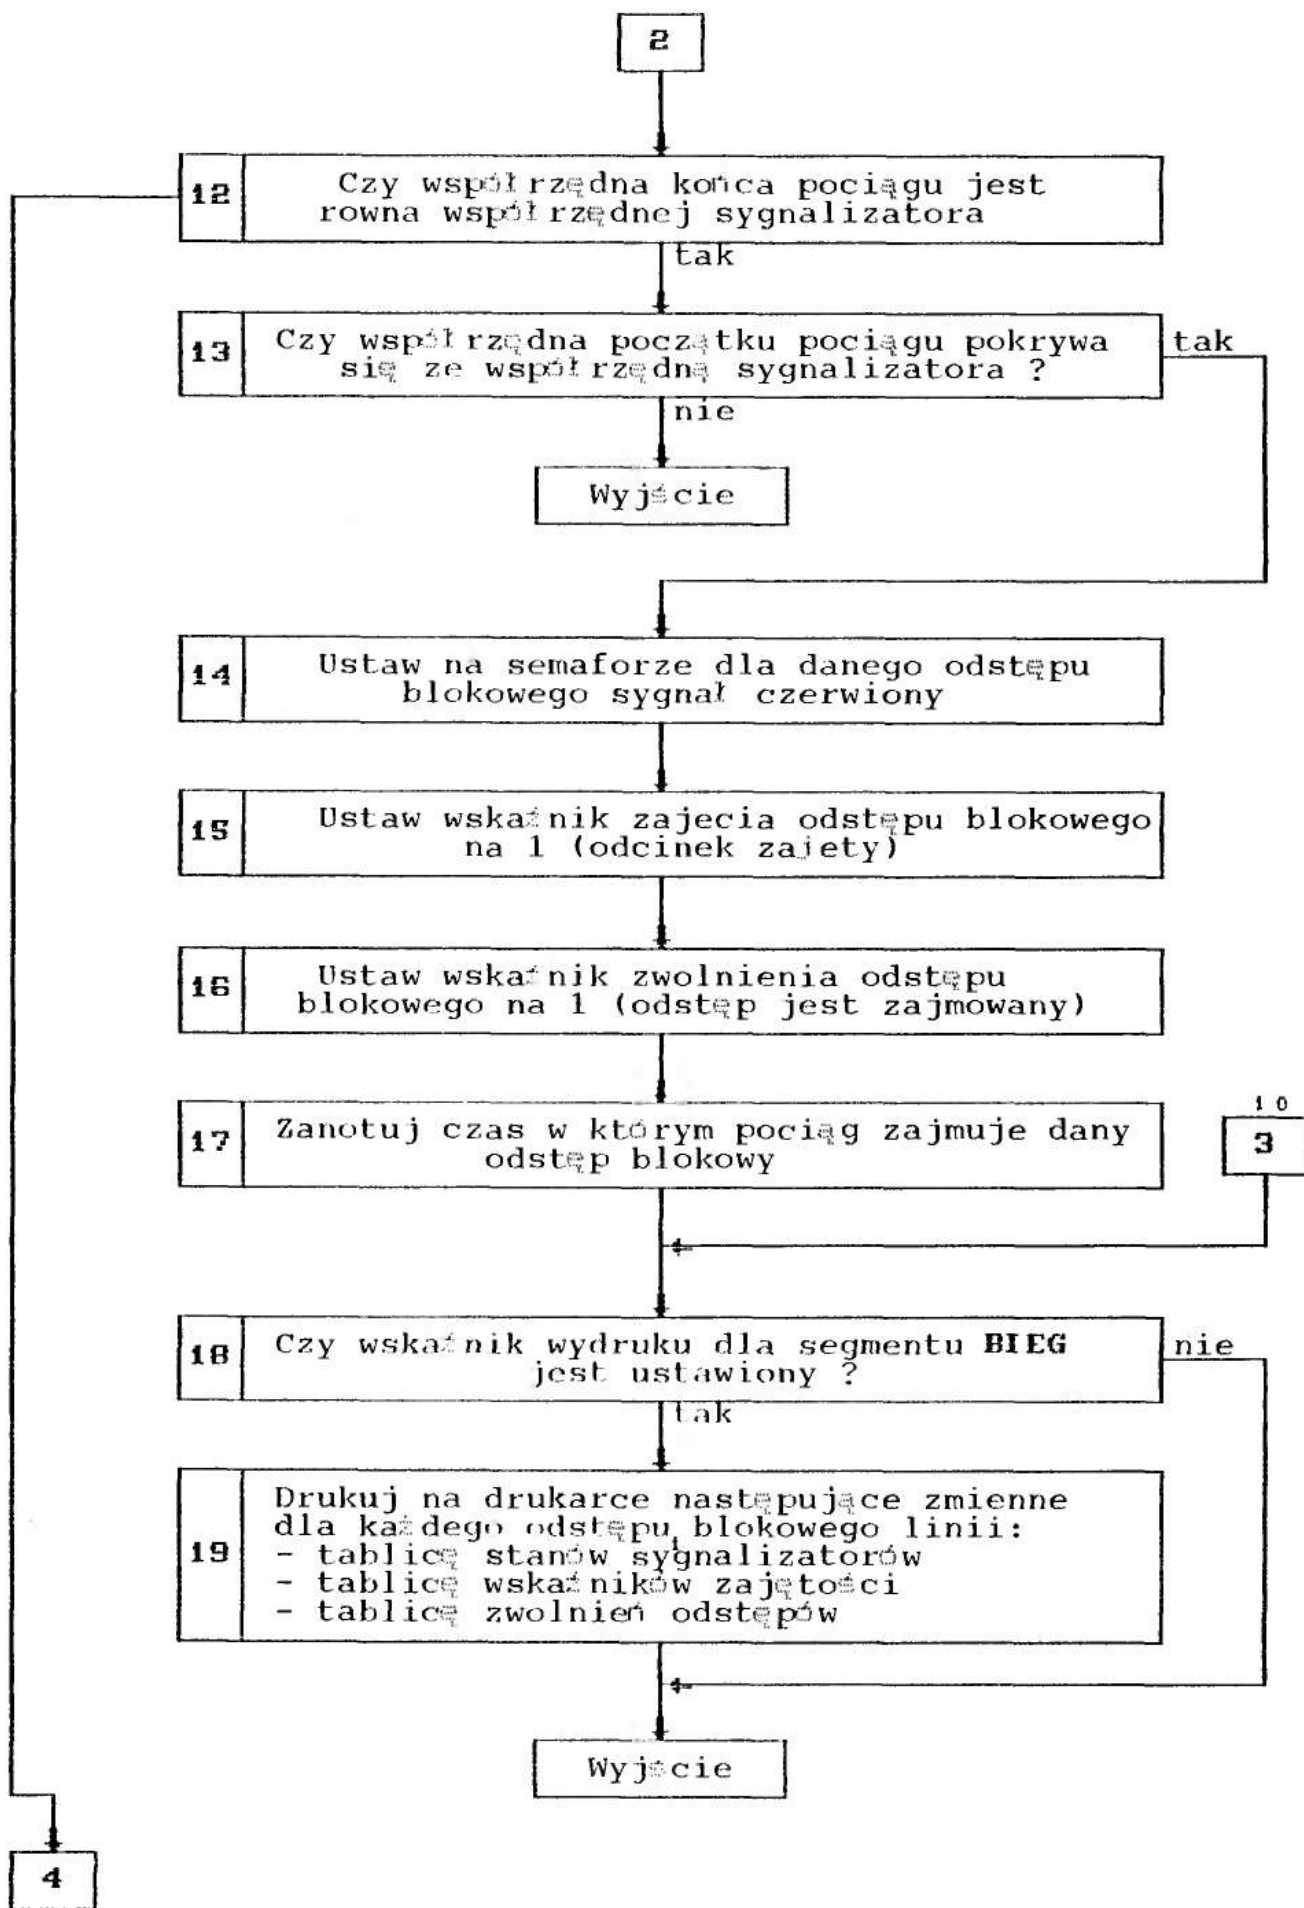 2
12
Czy współrzędna końca pociągu jest
rowna współrzędnej sygnalizatora
tak
13
Czy współrzędna początku pociągu pokrywa
się ze współrzędną sygnalizatora ?
tak
nie
Wyjście
14
Ustaw na semaforze dla danego odstępu
blokowego sygnał czerwiony
15
Ustaw wskaźnik zajecia odstępu blokowego
na 1 (odcinek zajety)
16
Ustaw wskaźnik zwolnienia odstępu
blokowego na 1 (odstęp jest zajmowany)
17
Zanotuj czas w którym pociąg zajmuje dany
odstęp blokowy
10
3
18
Czy wskaźnik wydruku dla segmentu BIEG
jest ustawiony ?
nie
tak
19
Drukuj na drukarce następujące zmienne
dla każdego odstępu blokowego linii:
- tablicę stanów sygnalizatorów
- tablicę wskaźników zajętości
- tablicę zwolnień odstępów
Wyjście
4